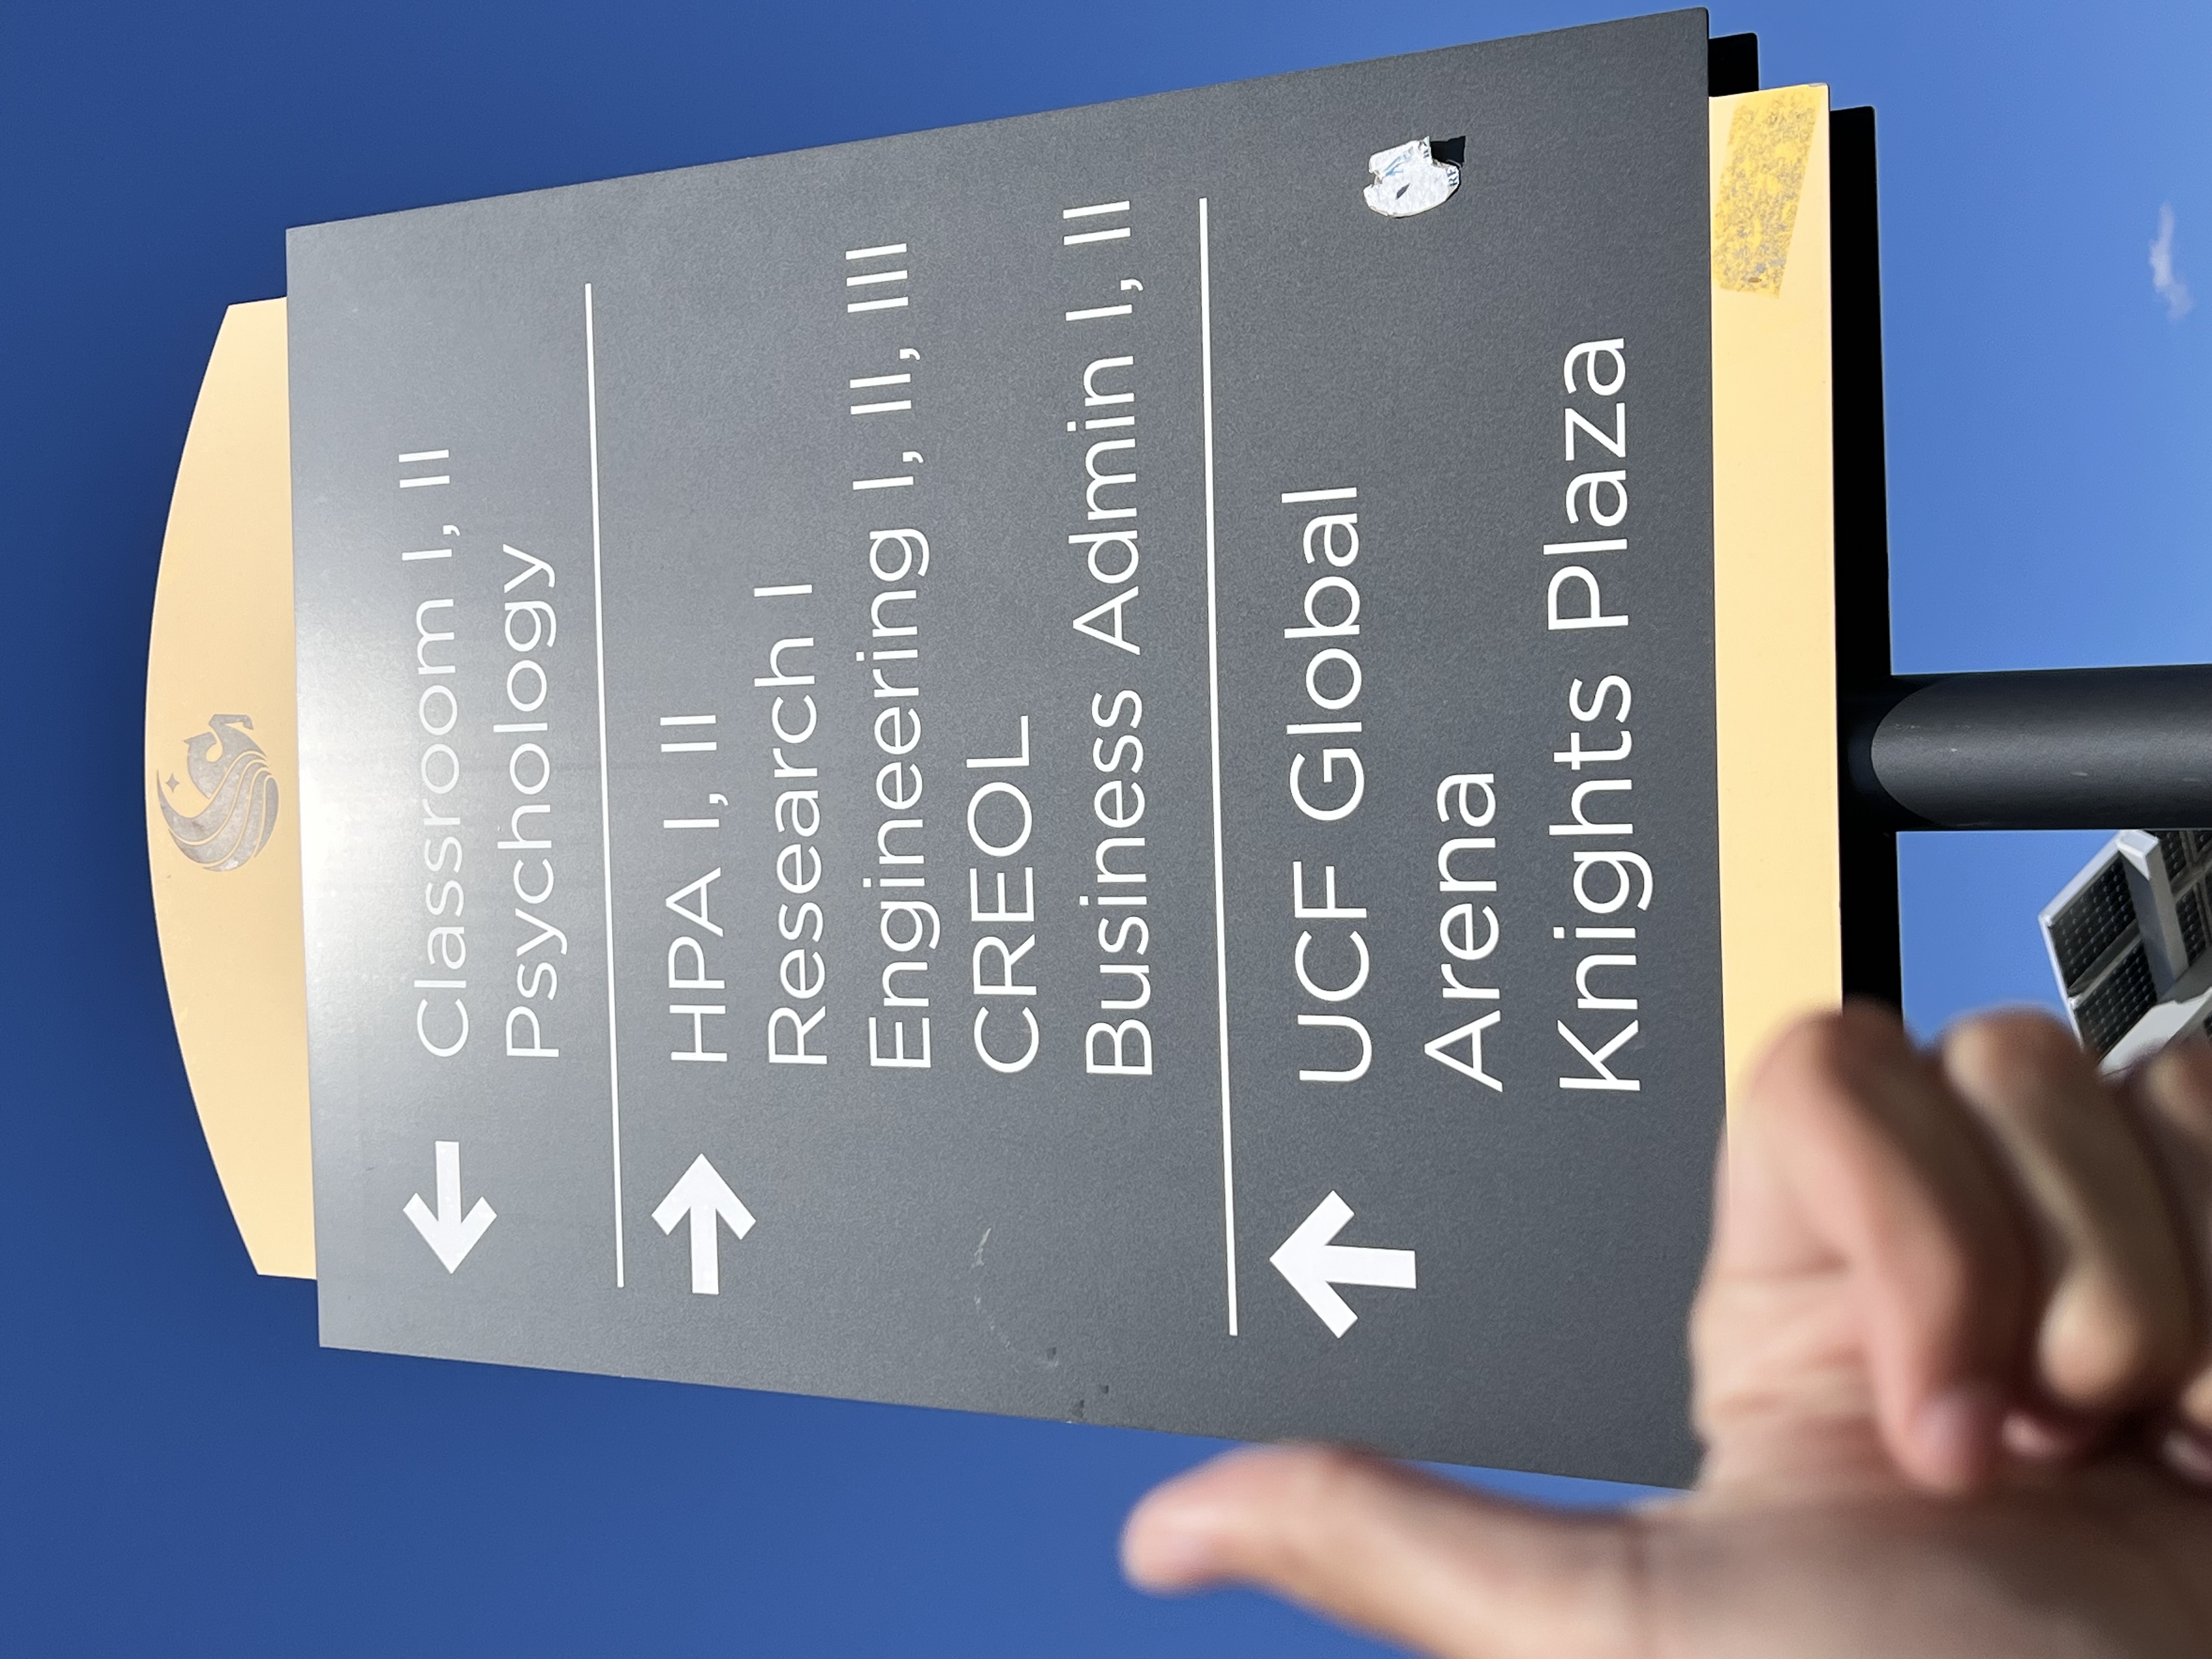 Classroom I, II
Psychology
HPA I, II
Research I
Engineering I, II, III
CREOL
Business Admin I, II
UCF Global
Arena
Knights Plaza